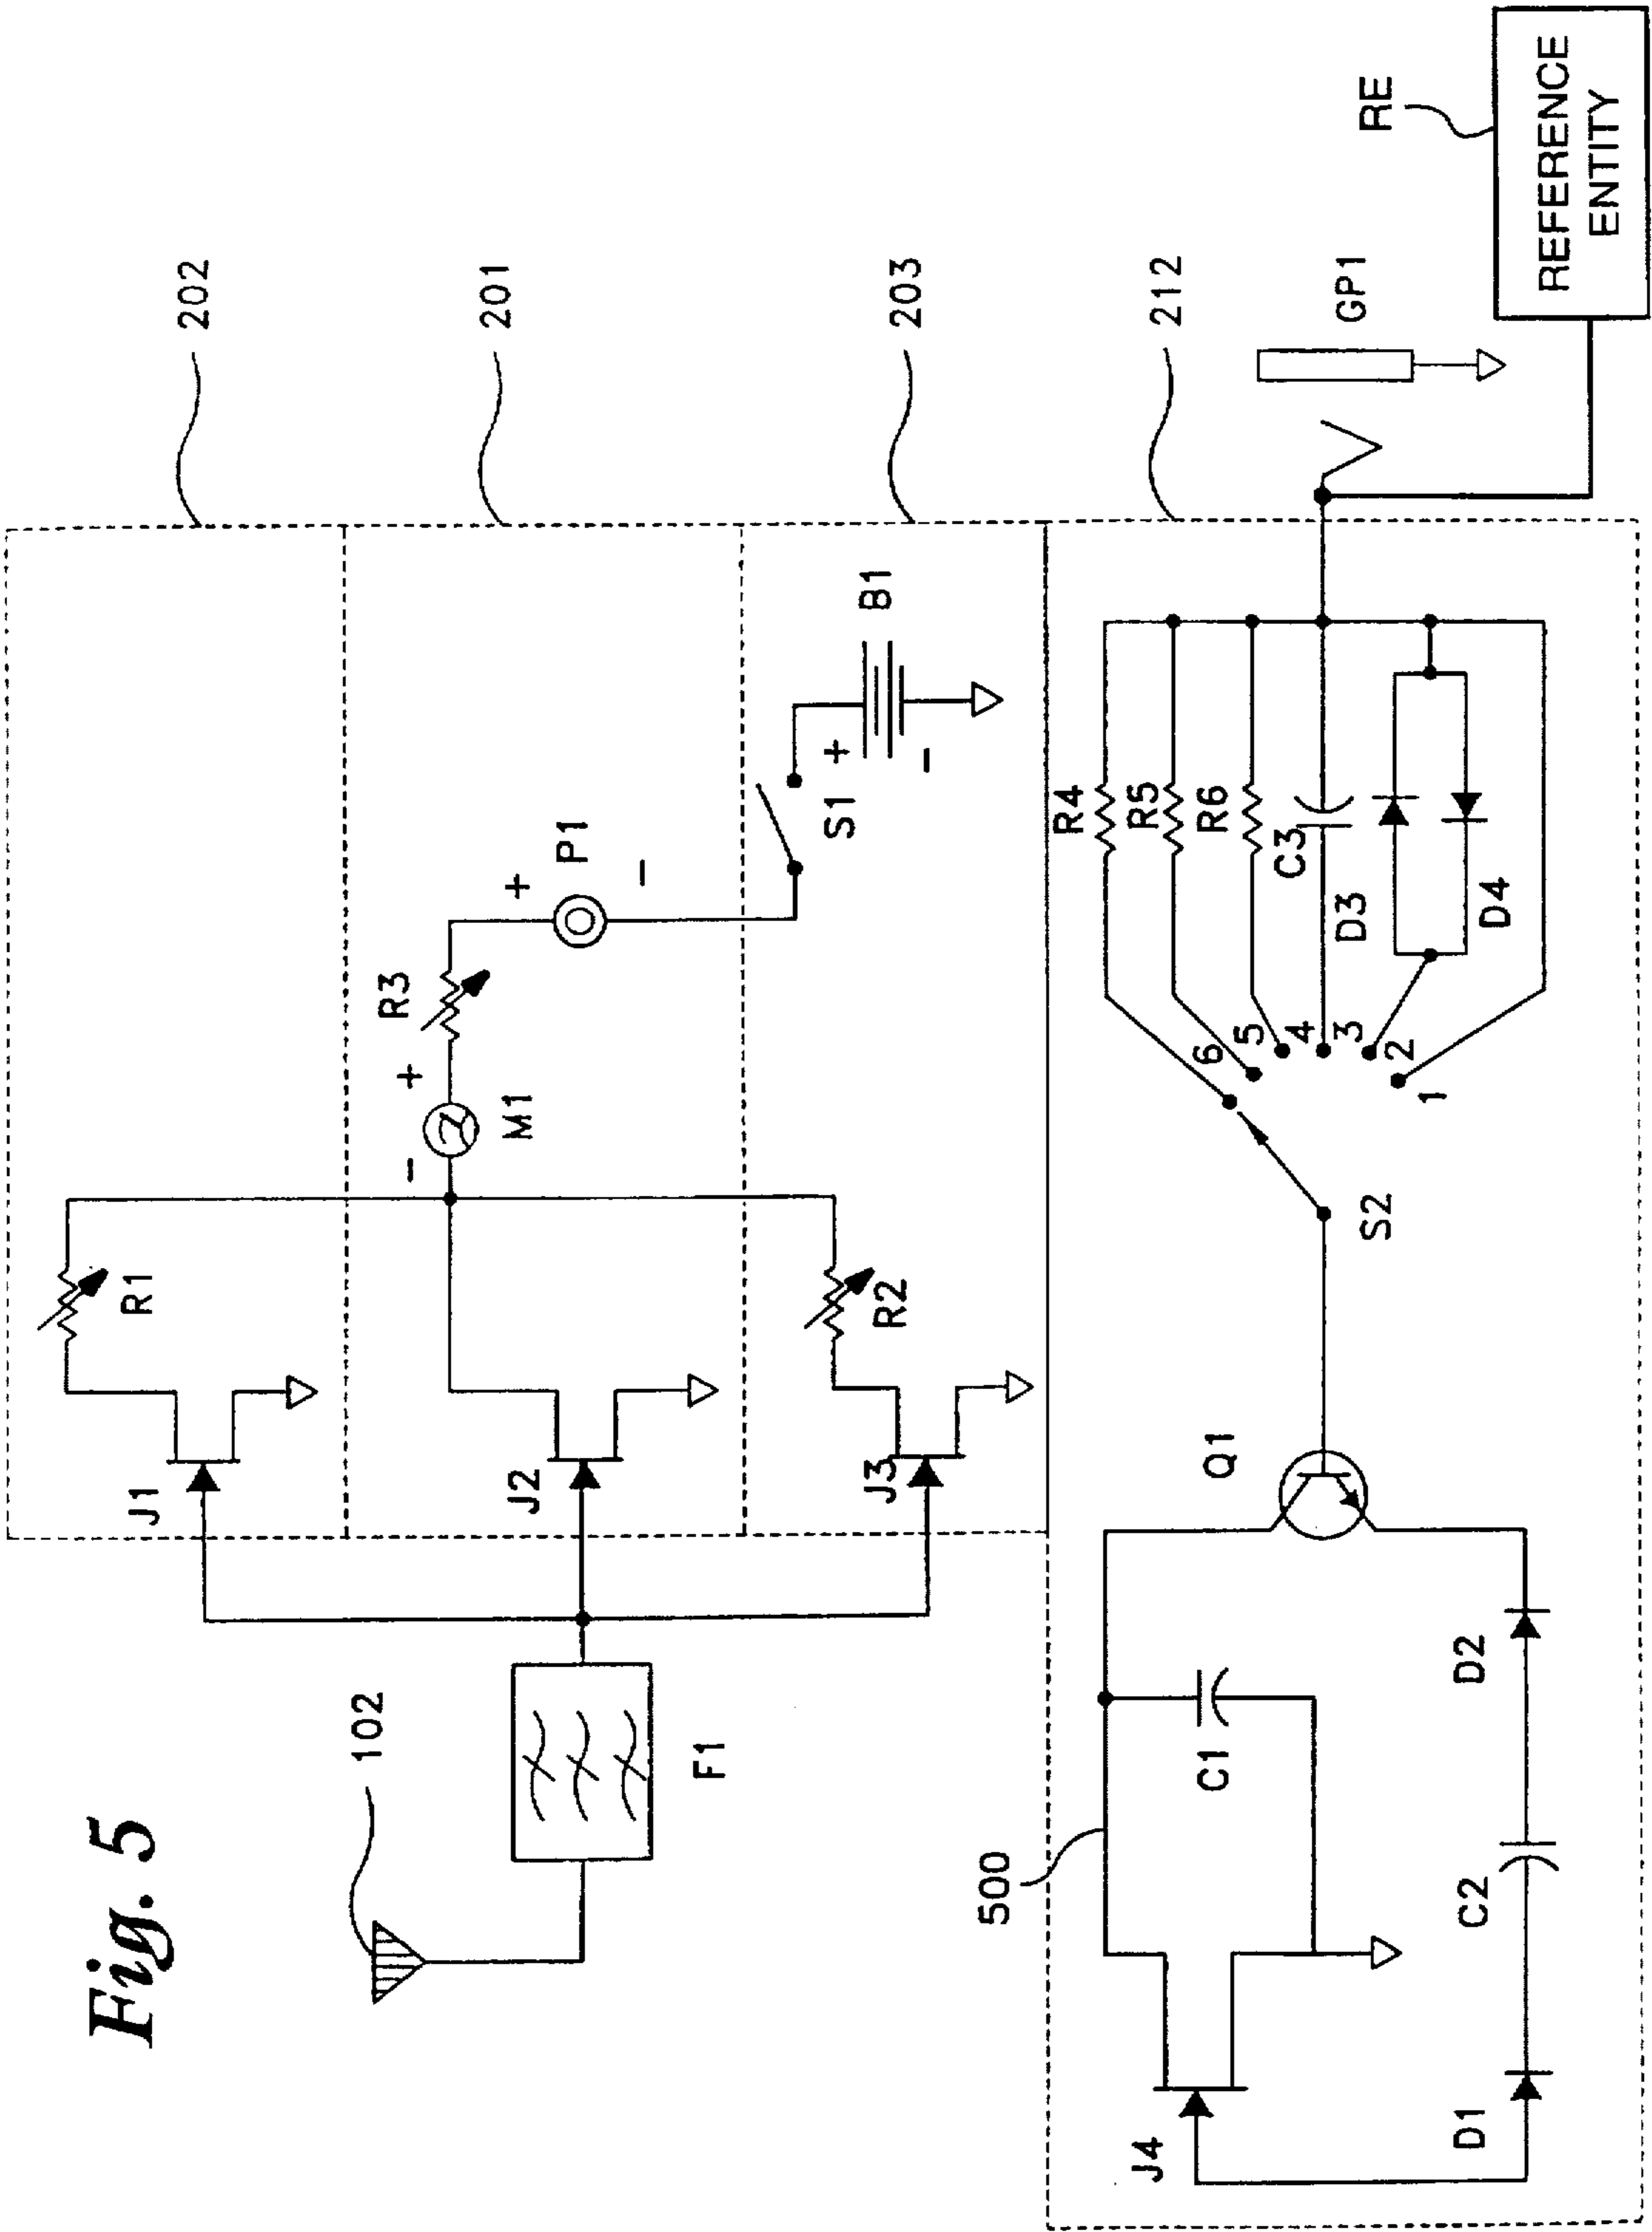 Fig. 5
102
F1
J1
R1
202
J2
- M1 +
R3
+ P1 -
201
J3
R2
S1
+ B1 -
203
500
J4
C1
D1
C2
D2
Q1
S2
6
5
4
3
2
1
R4
R5
R6
C3
D3
D4
212
GP1
RE
REFERENCE
ENTITY